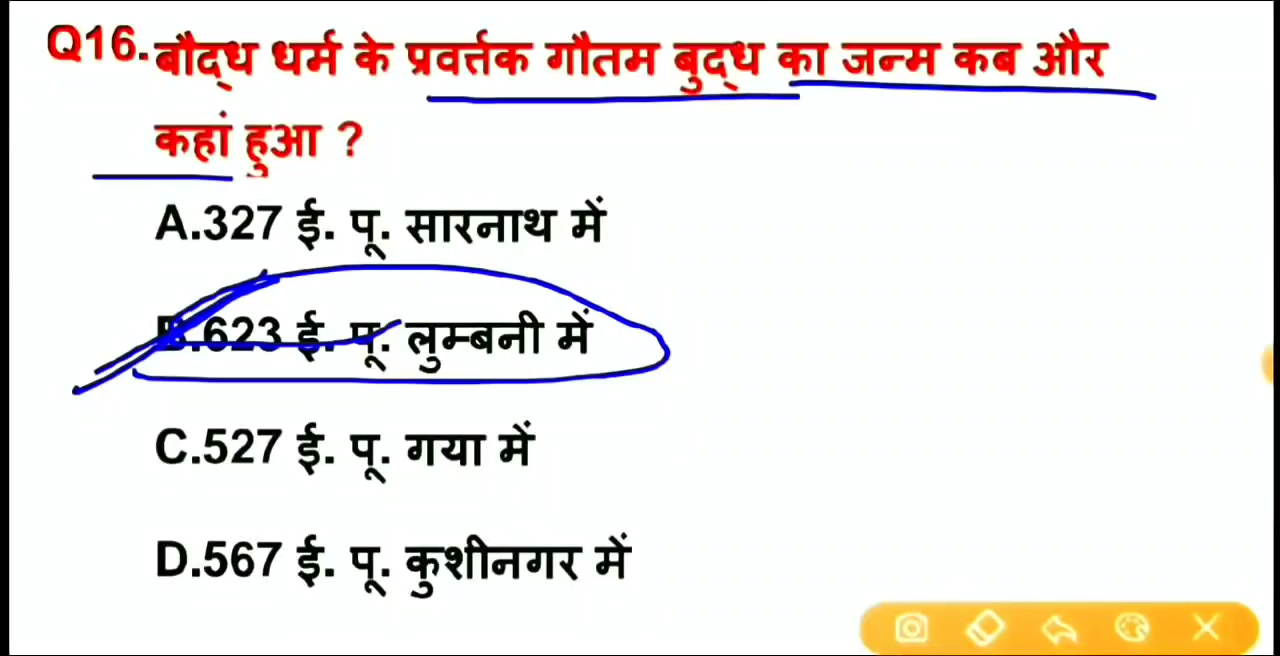 Q16.बौद्ध धर्म के प्रवर्त्तक गौतम बुद्ध का जन्म कब और
कहां हुआ ?
A.327 ई. पू. सारनाथ में
B.623 ई. पू. लुम्बनी में
C.527 ई. पू. गया में
D.567 ई. पू. कुशीनगर में